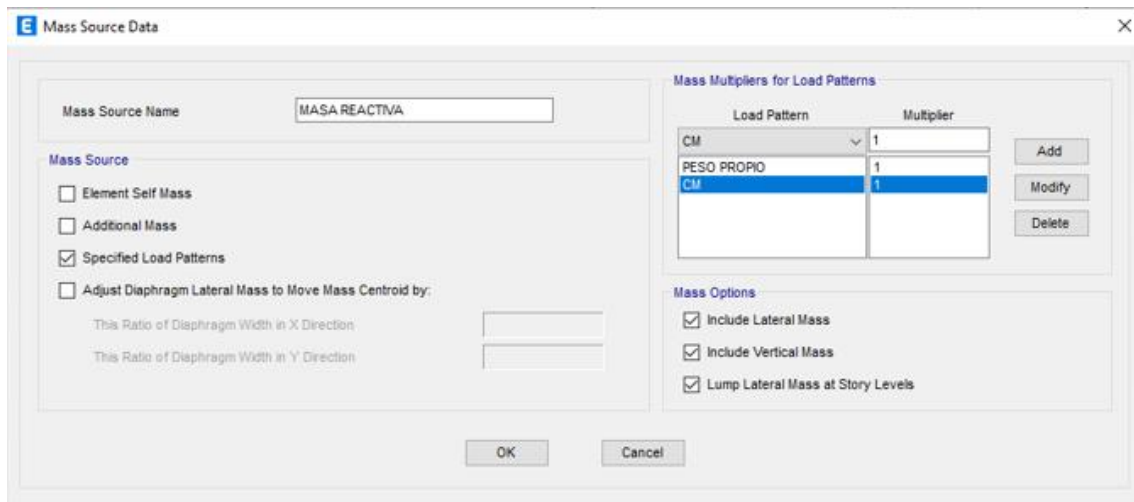 E Mass Source Data
Mass Source Name MASA REACTIVA
Mass Source
Element Self Mass
Additional Mass
Specified Load Patterns
Adjust Diaphragm Lateral Mass to Move Mass Centroid by:
This Ratio of Diaphragm Width in X Direction
This Ratio of Diaphragm Width in Y Direction
Mass Multipliers for Load Patterns
Load Pattern Multiplier
CM 1
PESO PROPIO 1
CM 1
Add
Modify
Delete
Mass Options
Include Lateral Mass
Include Vertical Mass
Lump Lateral Mass at Story Levels
OK Cancel